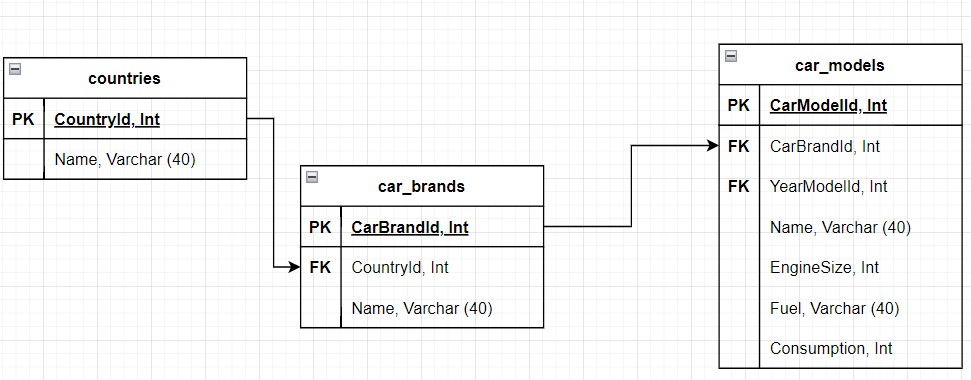 countries
PK CountryId, Int
Name, Varchar (40)
car_brands
PK CarBrandId, Int
FK CountryId, Int
Name, Varchar (40)
car_models
PK CarModelId, Int
FK CarBrandId, Int
FK YearModelId, Int
Name, Varchar (40)
EngineSize, Int
Fuel, Varchar (40)
Consumption, Int